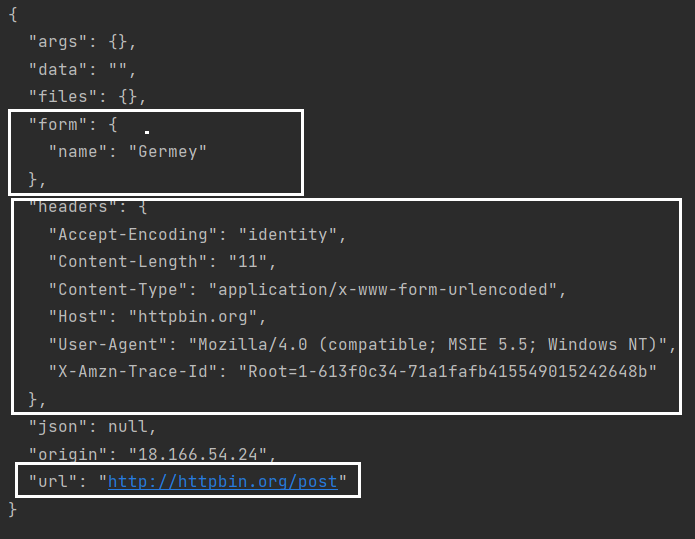 {
  "args": {},
  "data": "",
  "files": {},
  "form": {
    "name": "Germey"
  },
  "headers": {
    "Accept-Encoding": "identity",
    "Content-Length": "11",
    "Content-Type": "application/x-www-form-urlencoded",
    "Host": "httpbin.org",
    "User-Agent": "Mozilla/4.0 (compatible; MSIE 5.5; Windows NT)",
    "X-Amzn-Trace-Id": "Root=1-613f0c34-71a1fafb415549015242648b"
  },
  "json": null,
  "origin": "18.166.54.24",
  "url": "http://httpbin.org/post"
}